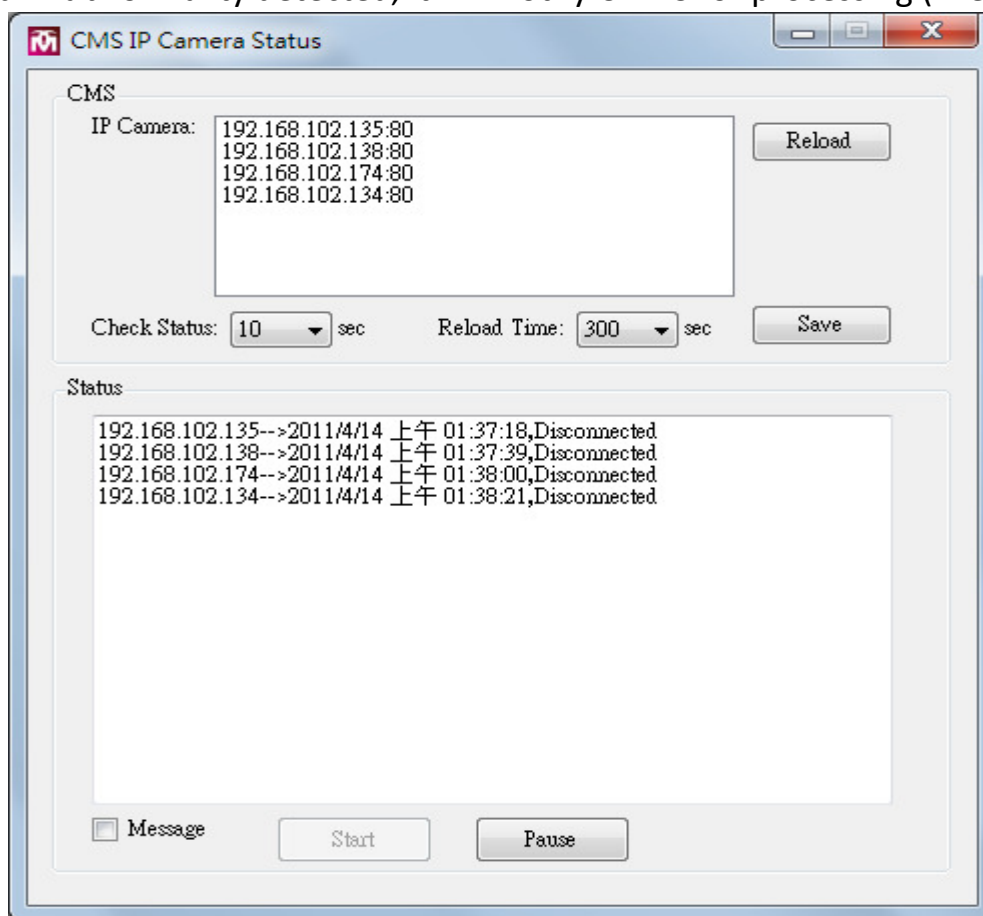 CMS IP Camera Status
CMS
IP Camera:
192.168.102.135:80
192.168.102.138:80
192.168.102.174:80
192.168.102.134:80
Reload
Check Status: 10 sec Reload Time: 300 sec Save
Status
192.168.102.135-->2011/4/14 上午 01:37:18,Disconnected
192.168.102.138-->2011/4/14 上午 01:37:39,Disconnected
192.168.102.174-->2011/4/14 上午 01:38:00,Disconnected
192.168.102.134-->2011/4/14 上午 01:38:21,Disconnected
Message Start Pause